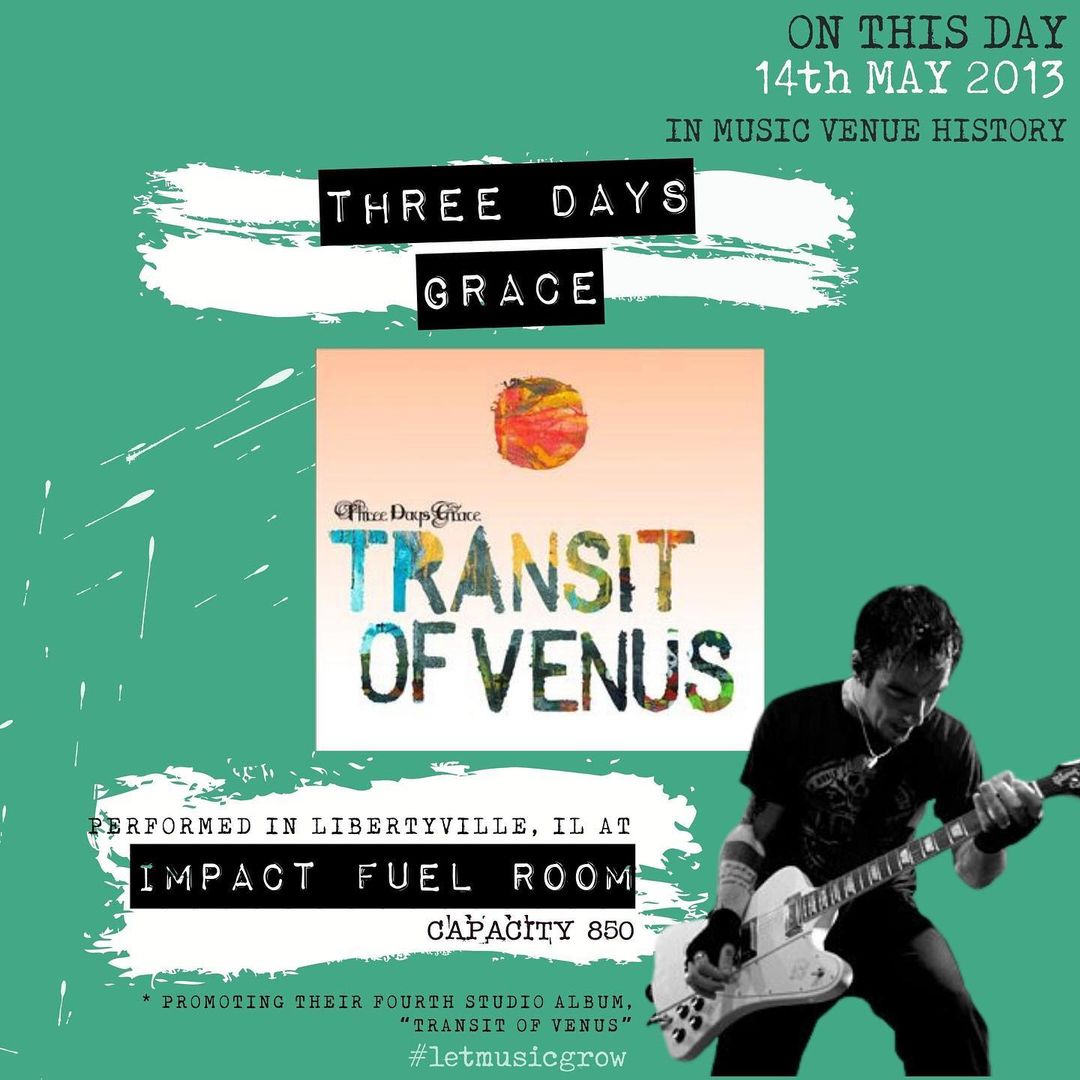 ON THIS DAY
14th MAY 2013
IN MUSIC VENUE HISTORY
THREE DAYS
GRACE
Three Days Grace
TRANSIT
OF VENUS
PERFORMED IN LIBERTYVILLE, IL AT
IMPACT FUEL ROOM
CAPACITY 850
* PROMOTING THEIR FOURTH STUDIO ALBUM,
“TRANSIT OF VENUS”
#letmusicgrow